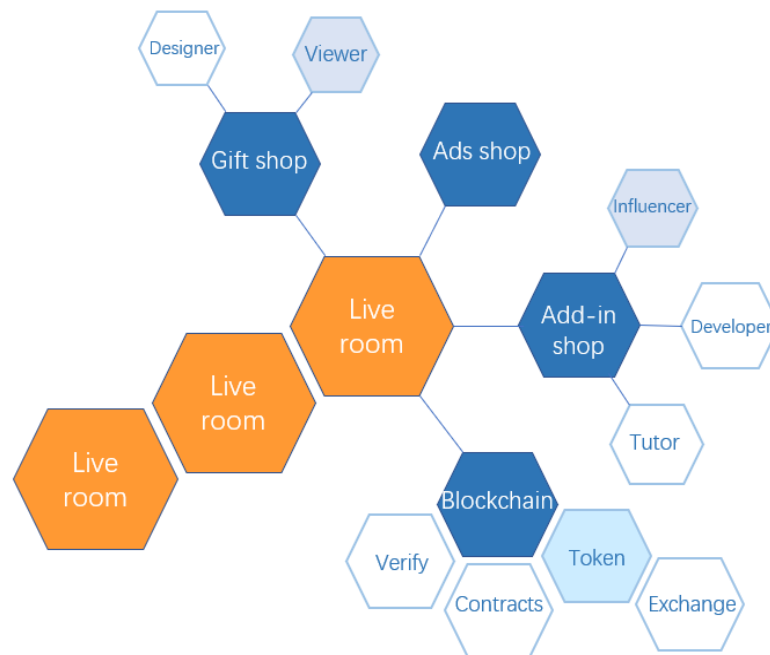 Designer
Viewer
Gift shop
Ads shop
Influencer
Live
room
Add-in
shop
Developer
Live
room
Tutor
Live
room
Blockchain
Verify
Token
Contracts
Exchange